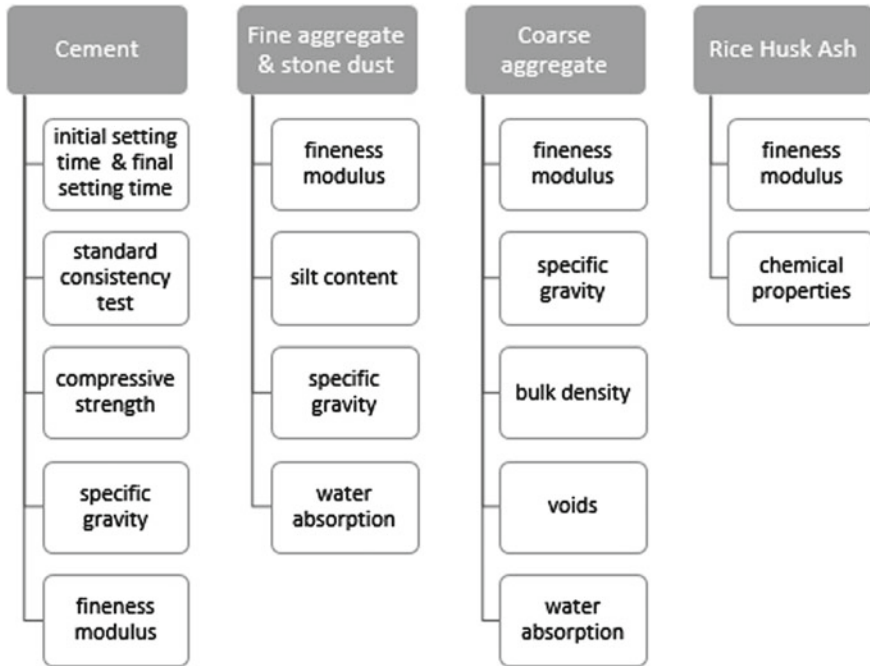 Cement
initial setting
time & final
setting time
standard
consistency
test
compressive
strength
specific
gravity
fineness
modulus
Fine aggregate
& stone dust
fineness
modulus
silt content
specific
gravity
water
absorption
Coarse
aggregate
fineness
modulus
specific
gravity
bulk density
voids
water
absorption
Rice Husk Ash
fineness
modulus
chemical
properties